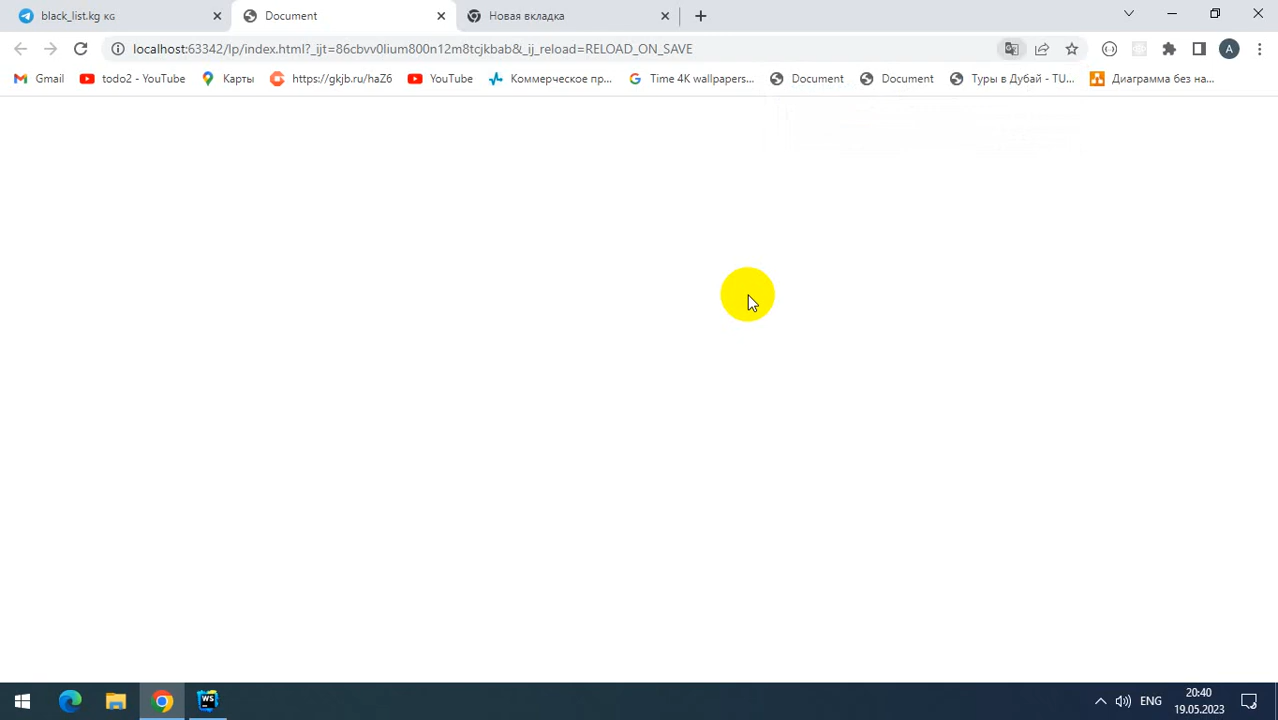 black_list.kg кg
Document
Новая вкладка
localhost:63342/lp/index.html?_ijt=86cbvv0lium800n12m8tcjkbab&_ij_reload=RELOAD_ON_SAVE
A
Gmail
todo2 - YouTube
Карты
https://gkjb.ru/haZ6
YouTube
Коммерческое пр...
Time 4K wallpapers...
Document
Document
Туры в Дубай - TU...
Диаграмма без на...
WS
ENG
20:40
19.05.2023